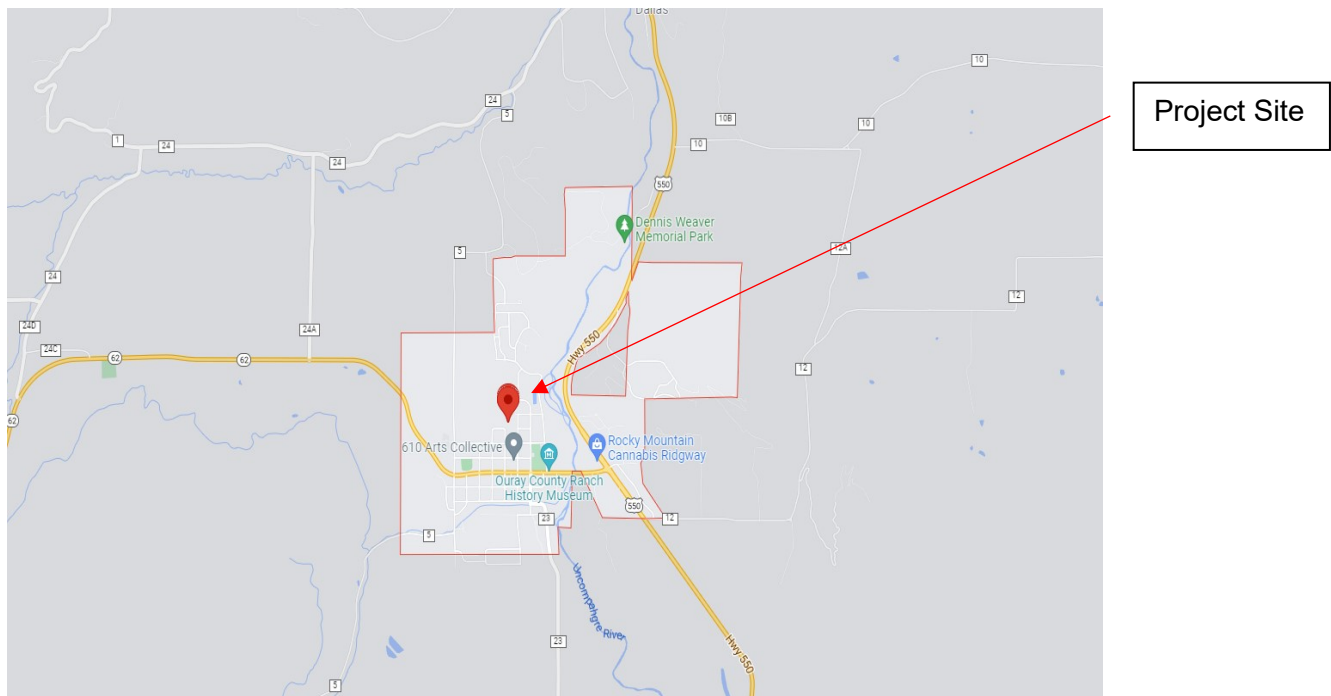 Dallas
10
24
5
10B
10
Project Site
1
24
10
24
550
Dennis Weaver
Memorial Park
5
12A
24
12
24D
24A
Hwy 550
24C
62
62
12
62
610 Arts Collective
Rocky Mountain
Cannabis Ridgway
Ouray County Ranch
History Museum
550
23
12
5
Uncompahgre River
23
Hwy 550
5